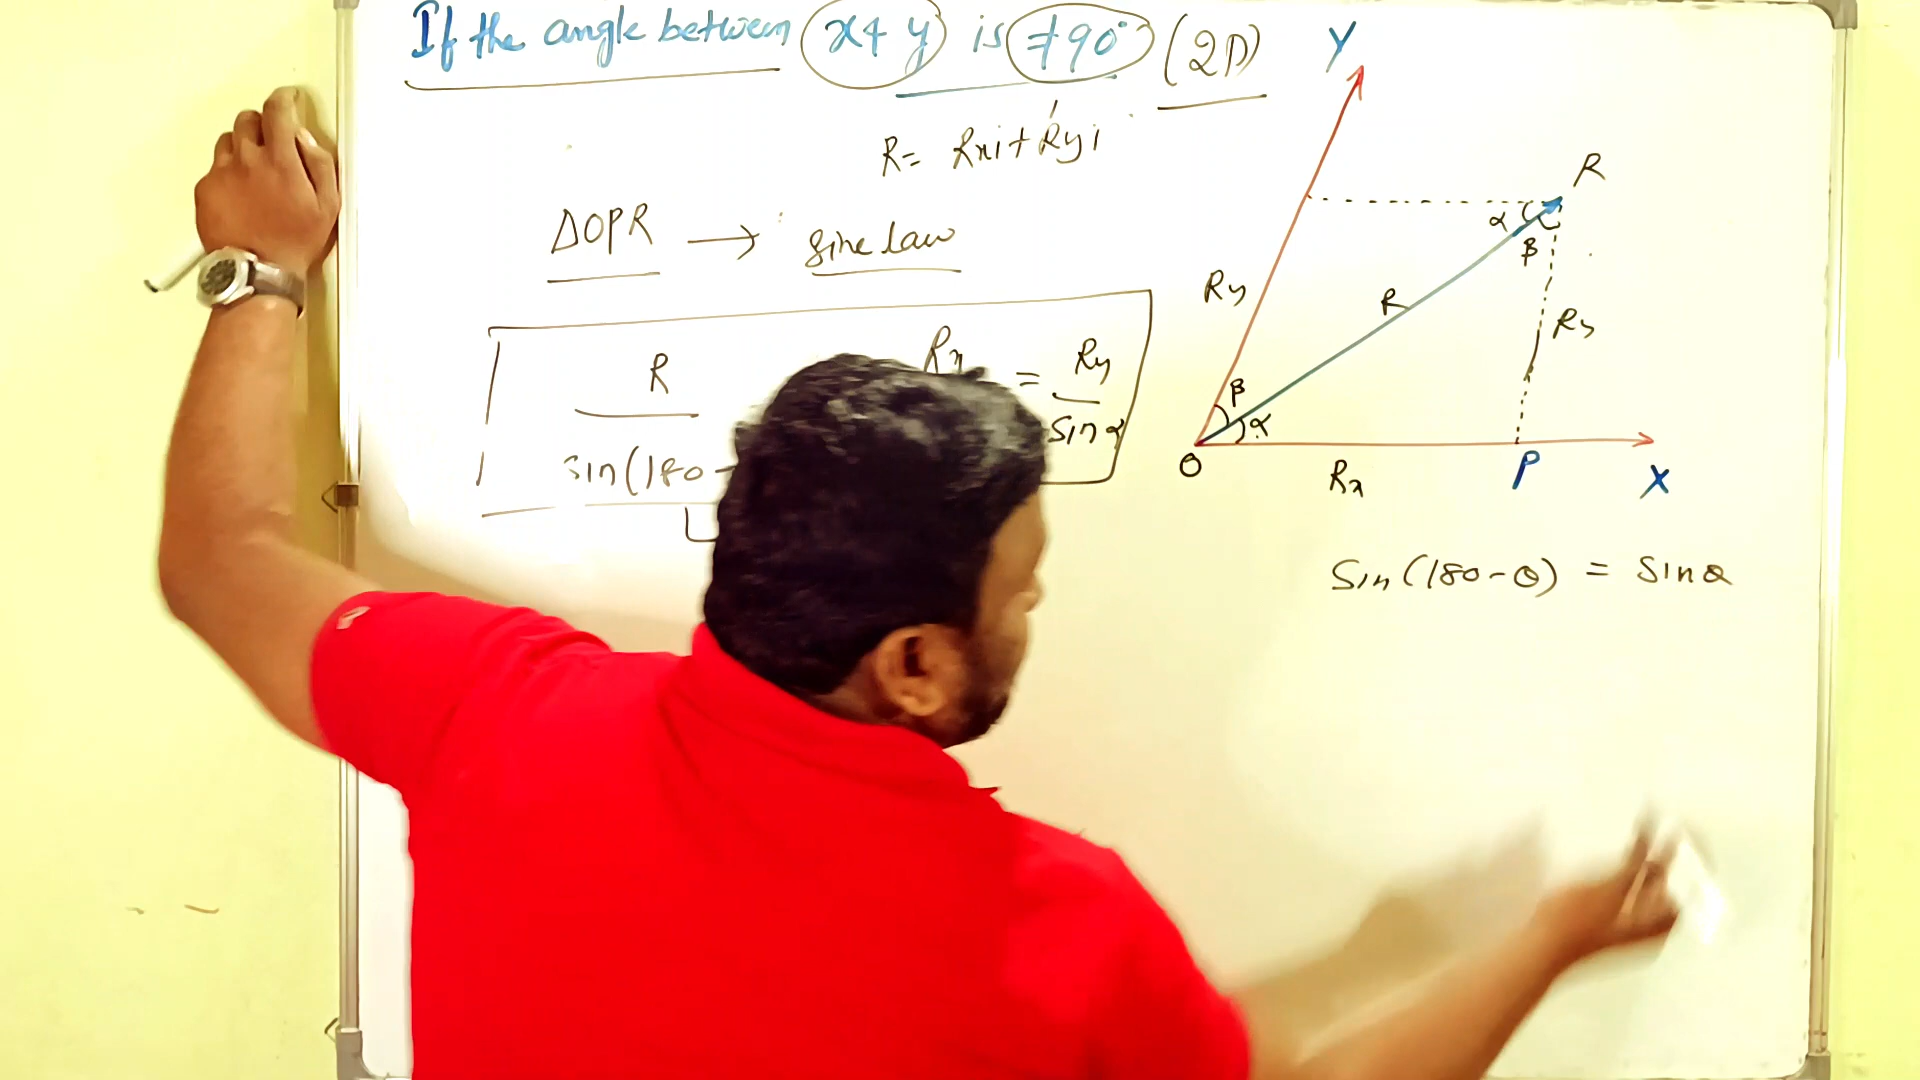 If the angle between x & y is ≠90° (2D)
R = Rxi + Ryj
ΔOPR → sine law
R Rx = Ry
sin(180- sin α
Y
R
α
β
Ry
R
Ry
β
α
O
Rx
P
X
Sin(180-θ) = Sinθ